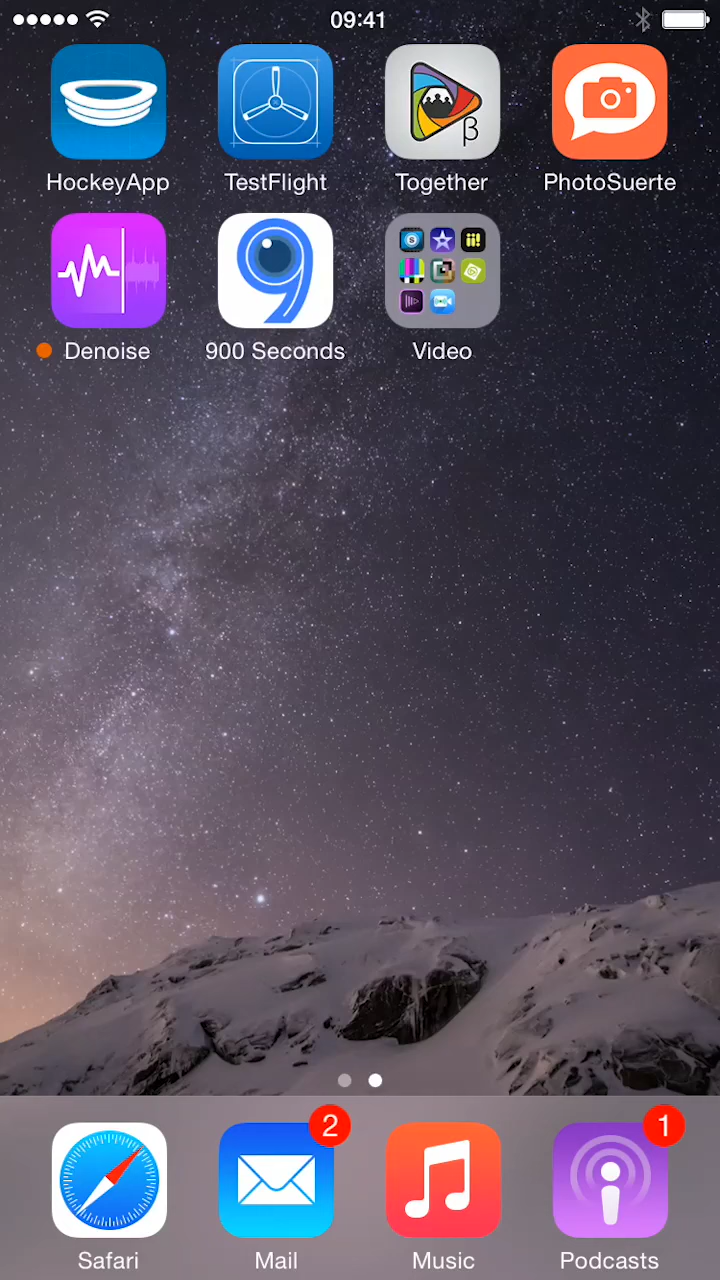 09:41
HockeyApp
TestFlight
β
Together
PhotoSuerte
Denoise
900 Seconds
Video
2
1
Safari
Mail
Music
Podcasts